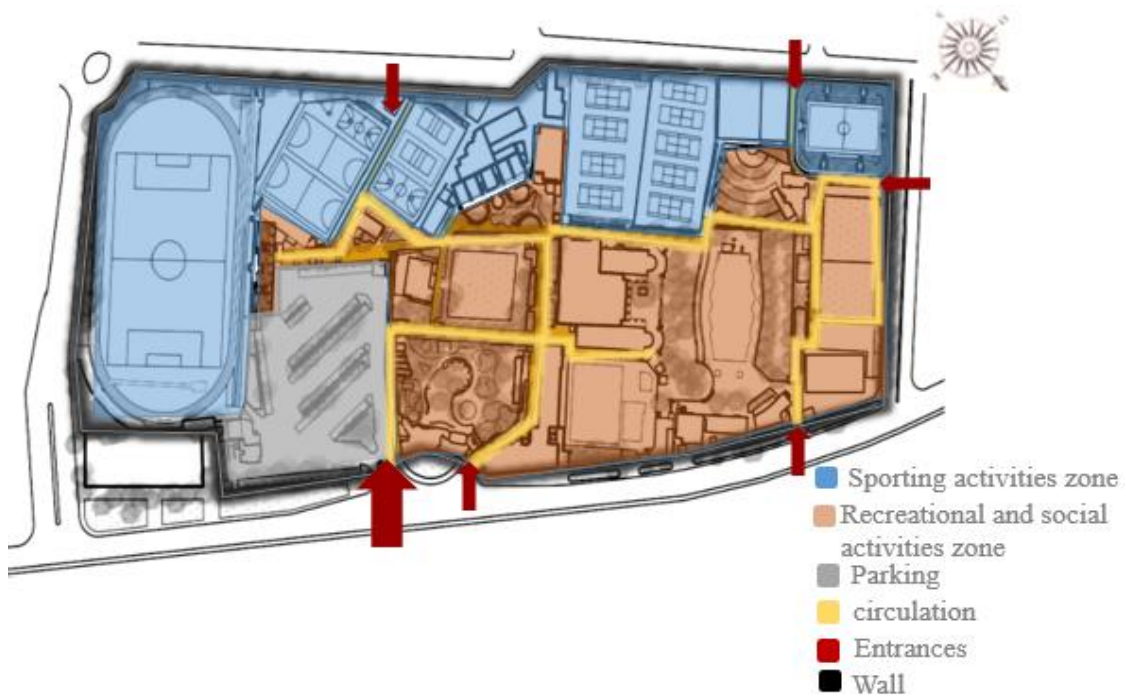 Sporting activities zone
Recreational and social
activities zone
Parking
circulation
Entrances
Wall